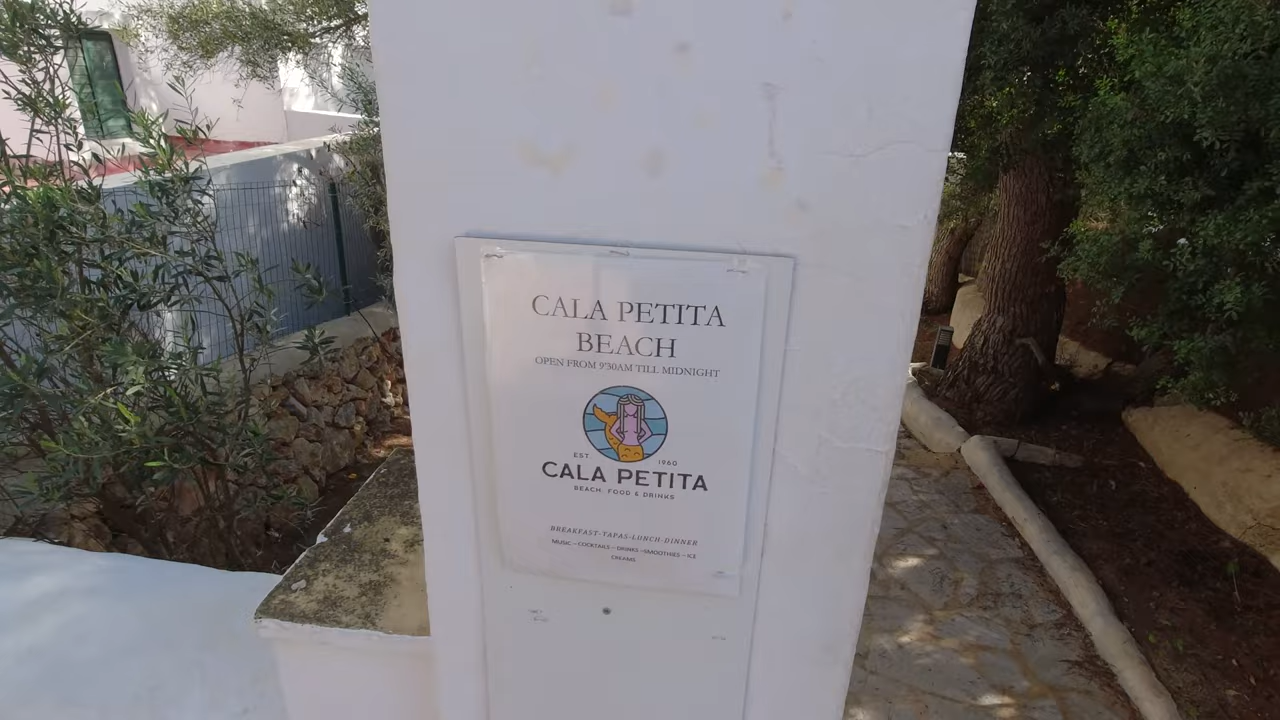 CALA PETITA
BEACH
OPEN FROM 9'30AM TILL MIDNIGHT
EST. 1960
CALA PETITA
BEACH, FOOD & DRINKS
BREAKFAST-TAPAS-LUNCH-DINNER
MUSIC – COCKTAILS – DRINKS –SMOOTHIES – ICE
CREAMS